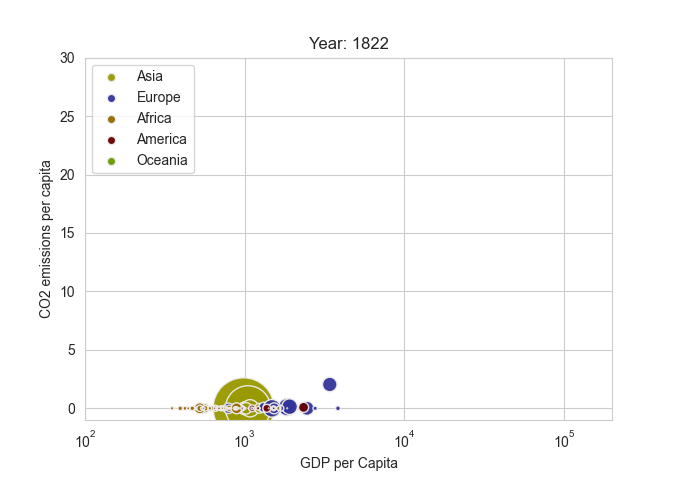 Year: 1822
30
25
20
15
10
5
0
CO2 emissions per capita
Asia
Europe
Africa
America
Oceania
10²
10³
10⁴
10⁵
GDP per Capita